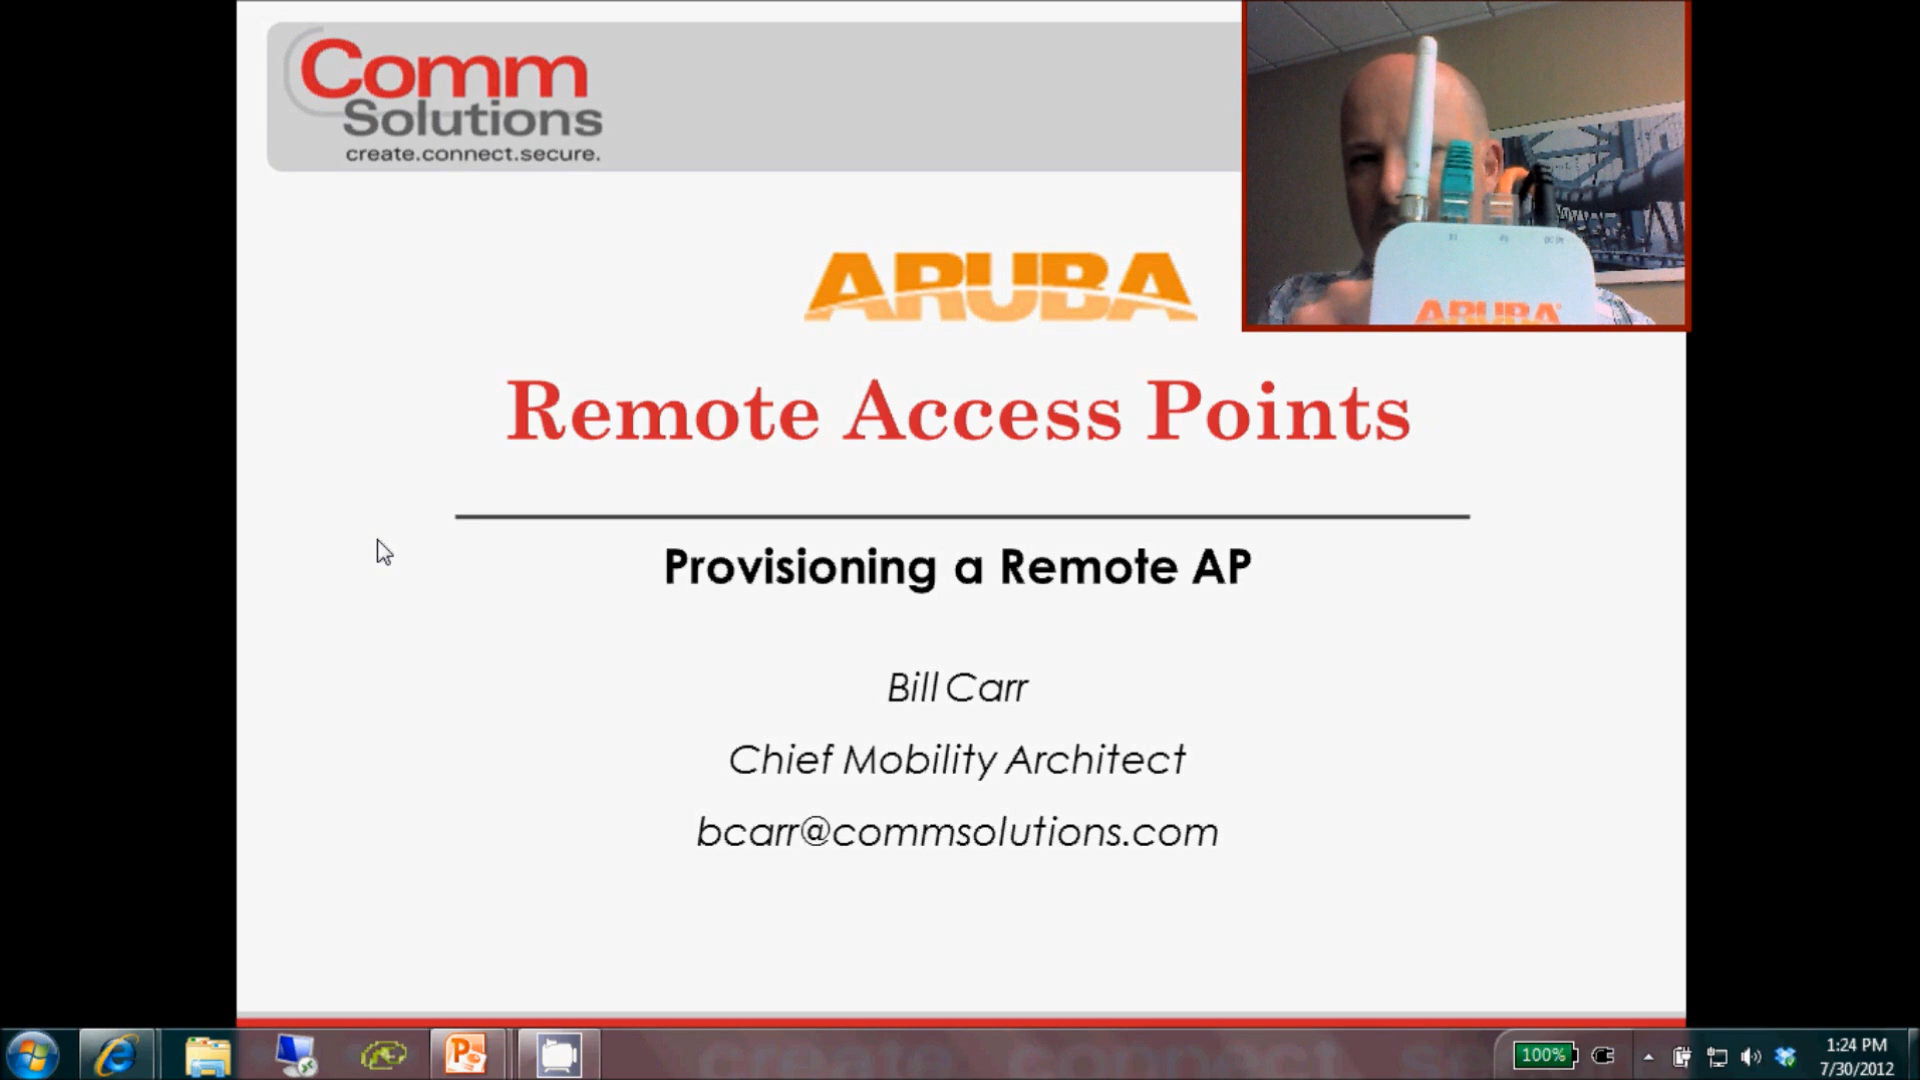 Comm
Solutions
create.connect.secure.
ARUBA
ARUBA
Remote Access Points
Provisioning a Remote AP
Bill Carr
Chief Mobility Architect
bcarr@commsolutions.com
100%
1:24 PM
7/30/2012